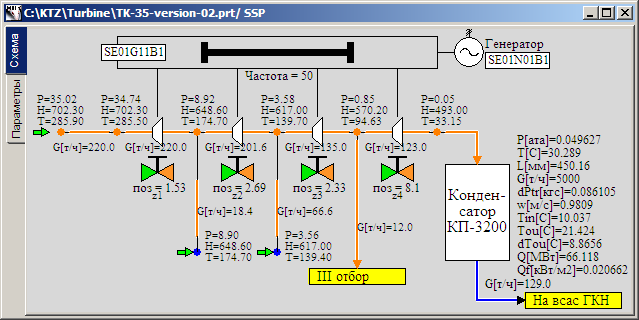 C:\KTZ\Turbine\TK-35-version-02.prt/ SSP
Схема
Параметры
SE01G11B1
Генератор
SE01N01B1
Частота = 50
P=35.02
H=702.30
T=285.90
P=34.74
H=702.30
T=285.50
P=8.92
H=648.60
T=174.70
P=3.58
H=617.00
T=139.70
P=0.85
H=570.20
T=94.63
P=0.05
H=493.00
T=33.15
G[т/ч]=220.0
G[т/ч]=220.0
G[т/ч]=201.6
G[т/ч]=135.0
G[т/ч]=123.0
поз = 1.53
z1
поз = 2.69
z2
поз = 2.33
z3
поз = 8.1
z4
G[т/ч]=18.4
G[т/ч]=66.6
G[т/ч]=12.0
P=8.90
H=648.60
T=174.70
P=3.56
H=617.00
T=139.40
III отбор
Конден-
сатор
КП-3200
P[ата]=0.049627
T[C]=30.289
L[мм]=450.16
G[т/ч]=5000
dPtr[кгс]=0.086105
w[м/с]=0.9809
Tin[C]=10.037
Tou[C]=21.424
dTou[C]=8.8656
Q[МВт]=66.118
Qf[кВт/м2]=0.020662
G[т/ч]=129.0
На всас ГКН